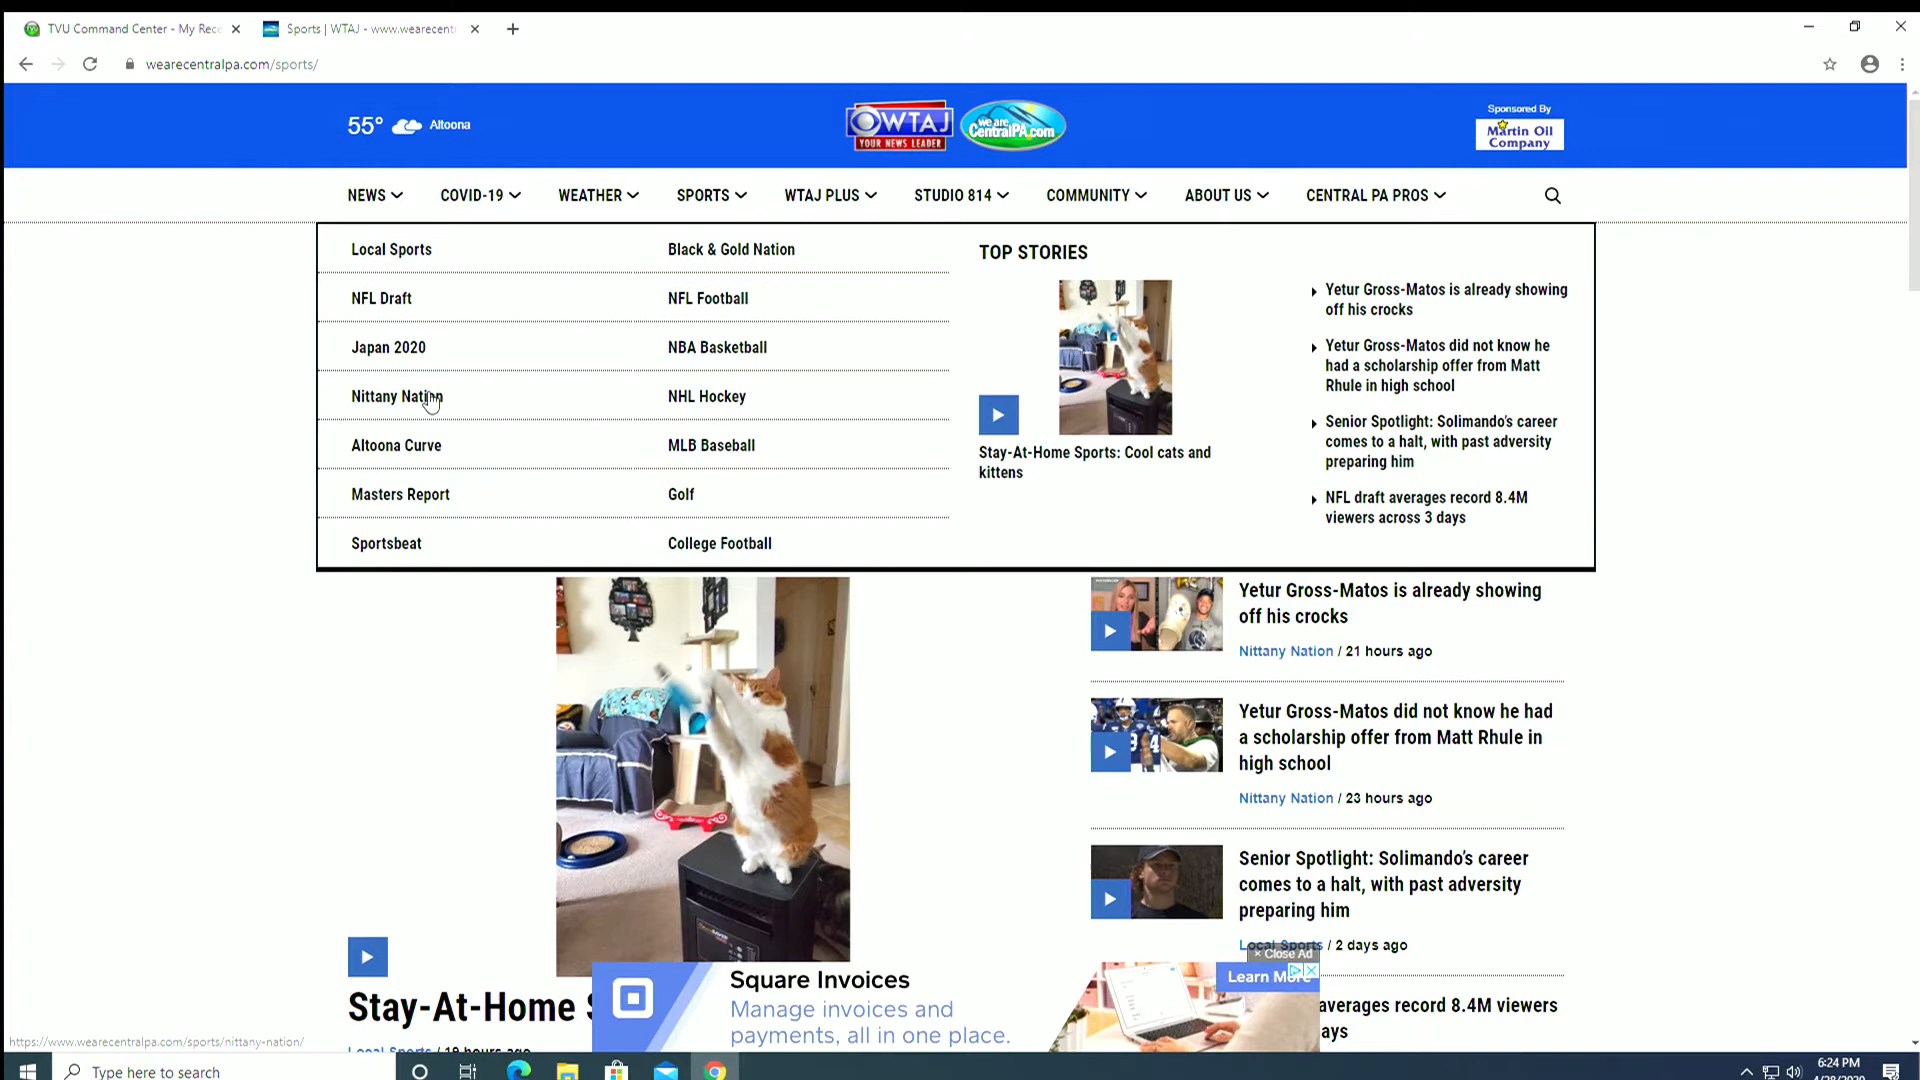 TVU Command Center - My Rece
Sports | WTAJ - www.wearecent
wearecentralpa.com/sports/
55° Altoona
WTAJ
YOUR NEWS LEADER
we are
CentralPA.com
Sponsored By
Martin Oil
Company
NEWS COVID-19 WEATHER SPORTS WTAJ PLUS STUDIO 814 COMMUNITY ABOUT US CENTRAL PA PROS
Local Sports
NFL Draft
Japan 2020
Nittany Nation
Altoona Curve
Masters Report
Sportsbeat
Black & Gold Nation
NFL Football
NBA Basketball
NHL Hockey
MLB Baseball
Golf
College Football
TOP STORIES
Stay-At-Home Sports: Cool cats and
kittens
Yetur Gross-Matos is already showing
off his crocks
Yetur Gross-Matos did not know he
had a scholarship offer from Matt
Rhule in high school
Senior Spotlight: Solimando's career
comes to a halt, with past adversity
preparing him
NFL draft averages record 8.4M
viewers across 3 days
Stay-At-Home
Local Sports / 19 hours ago
Yetur Gross-Matos is already showing
off his crocks
Nittany Nation / 21 hours ago
Yetur Gross-Matos did not know he had
a scholarship offer from Matt Rhule in
high school
Nittany Nation / 23 hours ago
Senior Spotlight: Solimando's career
comes to a halt, with past adversity
preparing him
Local Sports / 2 days ago
averages record 8.4M viewers
ays
× Close Ad
Square Invoices
Manage invoices and
payments, all in one place.
Learn More
https://www.wearecentralpa.com/sports/nittany-nation/
Type here to search
6:24 PM
4/28/2020